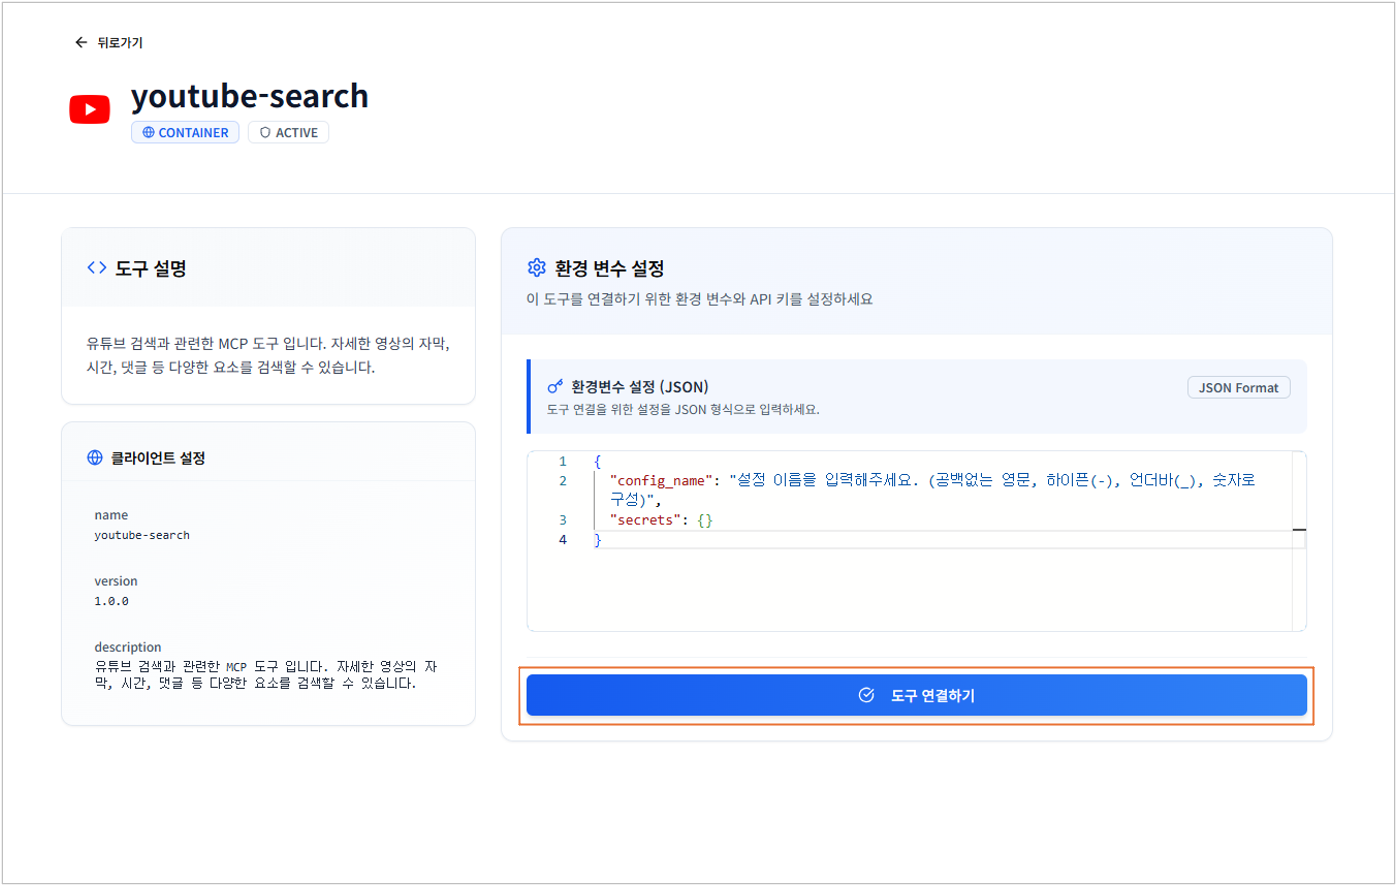 뒤로가기
youtube-search
CONTAINER
ACTIVE
도구 설명
유튜브 검색과 관련한 MCP 도구 입니다. 자세한 영상의 자막,
시간, 댓글 등 다양한 요소를 검색할 수 있습니다.
클라이언트 설정
name
youtube-search
version
1.0.0
description
유튜브 검색과 관련한 MCP 도구 입니다. 자세한 영상의 자
막, 시간, 댓글 등 다양한 요소를 검색할 수 있습니다.
환경 변수 설정
이 도구를 연결하기 위한 환경 변수와 API 키를 설정하세요
환경변수 설정 (JSON)
JSON Format
도구 연결을 위한 설정을 JSON 형식으로 입력하세요.
1 {
2 "config_name": "설정 이름을 입력해주세요. (공백없는 영문, 하이픈(-), 언더바(_), 숫자로
구성)",
3 "secrets": {}
4 }
도구 연결하기